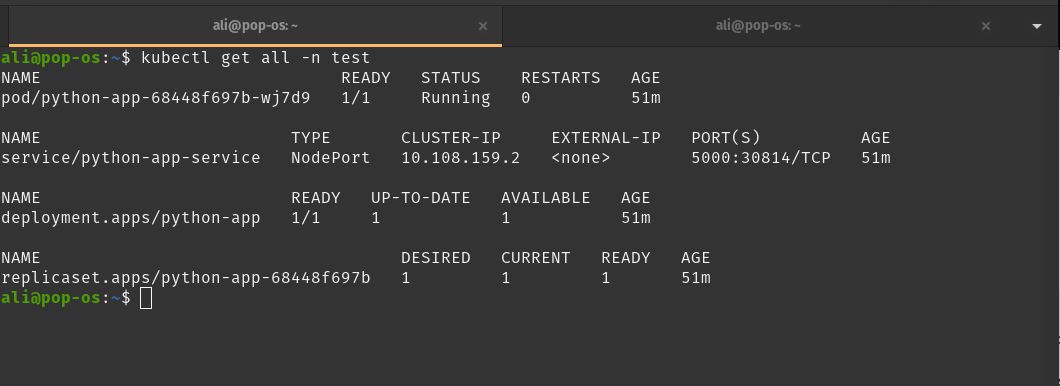 ali@pop-os: ~ × ali@pop-os: ~ ×
ali@pop-os:~$ kubectl get all -n test
NAME READY STATUS RESTARTS AGE
pod/python-app-68448f697b-wj7d9 1/1 Running 0 51m
NAME TYPE CLUSTER-IP EXTERNAL-IP PORT(S) AGE
service/python-app-service NodePort 10.108.159.2 <none> 5000:30814/TCP 51m
NAME READY UP-TO-DATE AVAILABLE AGE
deployment.apps/python-app 1/1 1 1 51m
NAME DESIRED CURRENT READY AGE
replicaset.apps/python-app-68448f697b 1 1 1 51m
ali@pop-os:~$